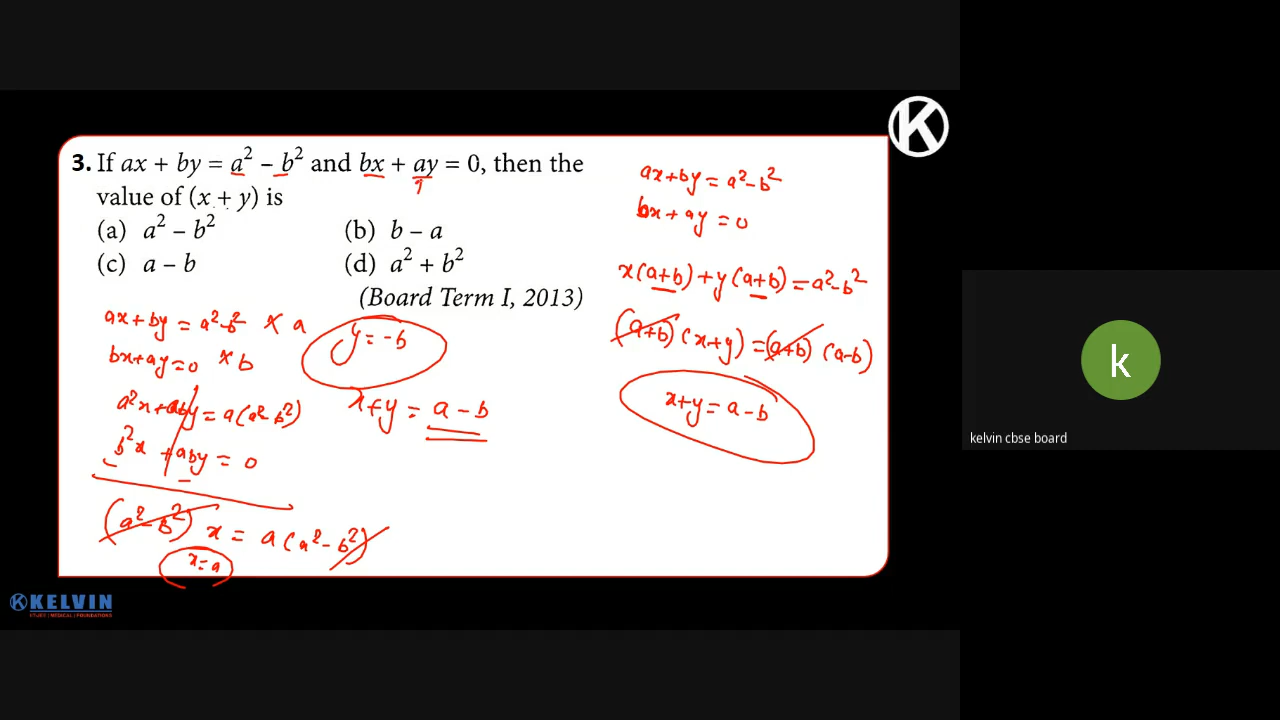 3. If ax + by = a² – b² and bx + ay = 0, then the
value of (x + y) is
(a) a² – b² (b) b – a
(c) a – b (d) a² + b²
(Board Term I, 2013)
ax+by = a²-b² × a
bx+ay=0 × b
a²x+aby = a(a²-b²)
b²x +aby = 0
(a²-b²) x = a(a²-b²)
x=a
y=-b
x+y = a-b
ax+by = a²-b²
bx+ay =0
x(a+b)+y(a+b)=a²-b²
(a+b)(x+y)=(a+b)(a-b)
x+y=a-b
K
KELVIN
k
kelvin cbse board